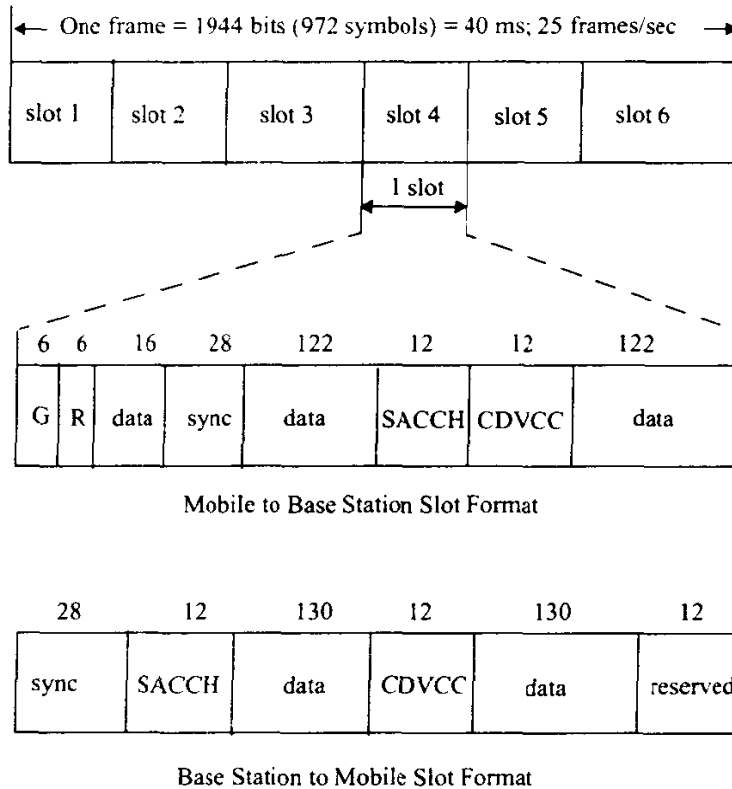 One frame = 1944 bits (972 symbols) = 40 ms; 25 frames/sec
slot 1 slot 2 slot 3 slot 4 slot 5 slot 6
1 slot
6 6 16 28 122 12 12 122
G R data sync data SACCH CDVCC data
Mobile to Base Station Slot Format
28 12 130 12 130 12
sync SACCH data CDVCC data reserved
Base Station to Mobile Slot Format